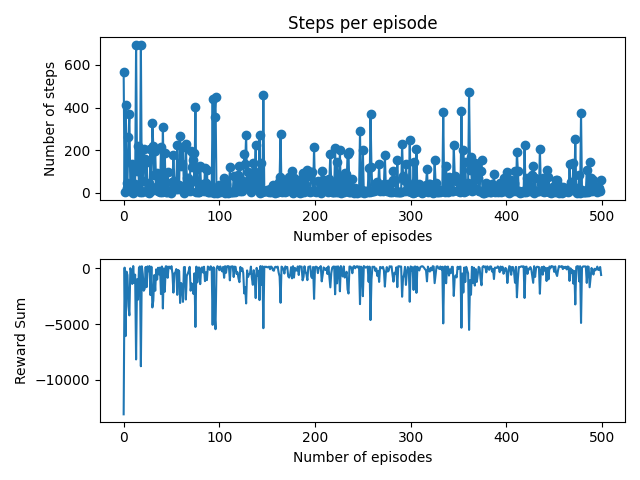 Steps per episode
600
400
200
0
Number of steps
0 100 200 300 400 500
Number of episodes
0
−5000
−10000
Reward Sum
0 100 200 300 400 500
Number of episodes